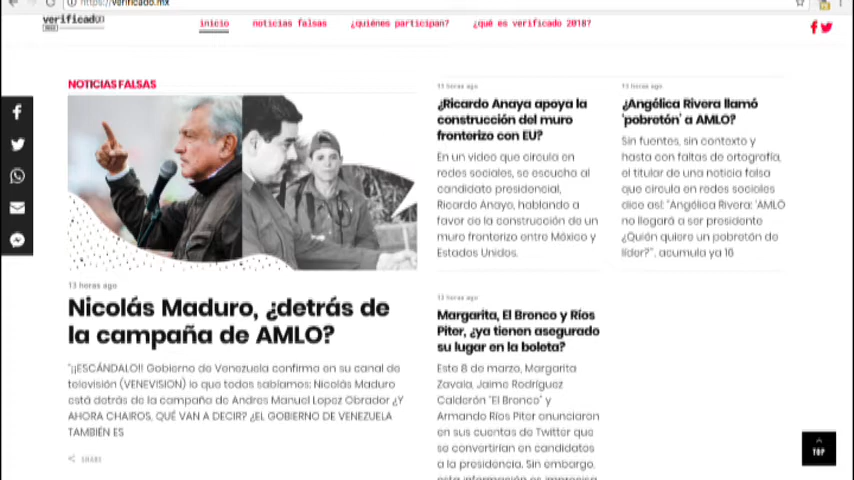 https://verificado.mx
verificado
inicio
noticias falsas
¿quiénes participan?
¿qué es verificado 2018?
NOTICIAS FALSAS
13 horas ago
Nicolás Maduro, ¿detrás de
la campaña de AMLO?
"¡¡ESCÁNDALO!! Gobierno de Venezuela confirma en su canal de
televisión (VENEVISION) lo que todos sabíamos: Nicolás Maduro
está detrás de la campaña de Andres Manuel Lopez Obrador ¿Y
AHORA CHAIROS, QUÉ VAN A DECIR? ¿EL GOBIERNO DE VENEZUELA
TAMBIÉN ES
SHARE
11 horas ago
¿Ricardo Anaya apoya la
construcción del muro
fronterizo con EU?
En un video que circula en
redes sociales, se escucha al
candidato presidencial,
Ricardo Anaya, hablando a
favor de la construcción de un
muro fronterizo entre México y
Estados Unidos.
13 horas ago
Margarita, El Bronco y Ríos
Piter, ¿ya tienen asegurado
su lugar en la boleta?
Este 8 de marzo, Margarita
Zavala, Jaime Rodríguez
Calderón "El Bronco" y
Armando Ríos Piter anunciaron
en sus cuentas de Twitter que
se convertirían en candidatos
a la presidencia. Sin embargo,
esta información es imprecisa
¿Angélica Rivera llamó
'pobretón' a AMLO?
Sin fuentes, sin contexto y
hasta con faltas de ortografía,
el titular de una noticia falsa
que circula en redes sociales
dice así: "Angélica Rivera: 'AMLO
no llegará a ser presidente
¿Quién quiere un pobretón de
líder?", acumula ya 16
TOP